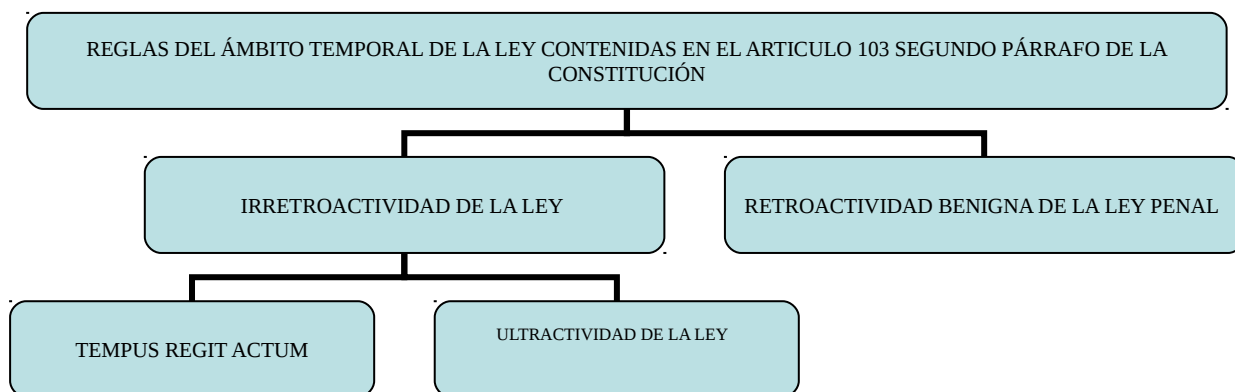 REGLAS DEL ÁMBITO TEMPORAL DE LA LEY CONTENIDAS EN EL ARTICULO 103 SEGUNDO PÁRRAFO DE LA
CONSTITUCIÓN
IRRETROACTIVIDAD DE LA LEY
RETROACTIVIDAD BENIGNA DE LA LEY PENAL
TEMPUS REGIT ACTUM
ULTRACTIVIDAD DE LA LEY